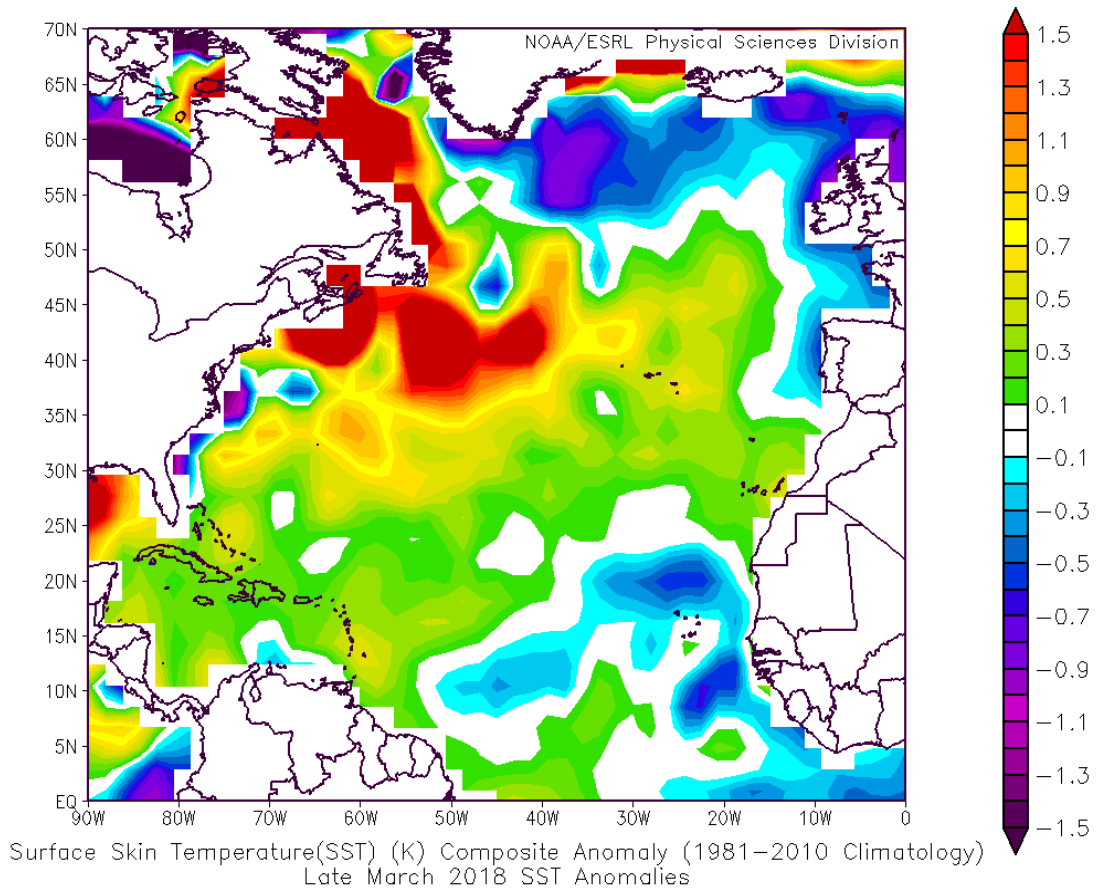 NOAA/ESRL Physical Sciences Division
70N
65N
60N
55N
50N
45N
40N
35N
30N
25N
20N
15N
10N
5N
EQ
90W 80W 70W 60W 50W 40W 30W 20W 10W 0
1.5
1.3
1.1
0.9
0.7
0.5
0.3
0.1
−0.1
−0.3
−0.5
−0.7
−0.9
−1.1
−1.3
−1.5
Surface Skin Temperature(SST) (K) Composite Anomaly (1981−2010 Climatology)
Late March 2018 SST Anomalies